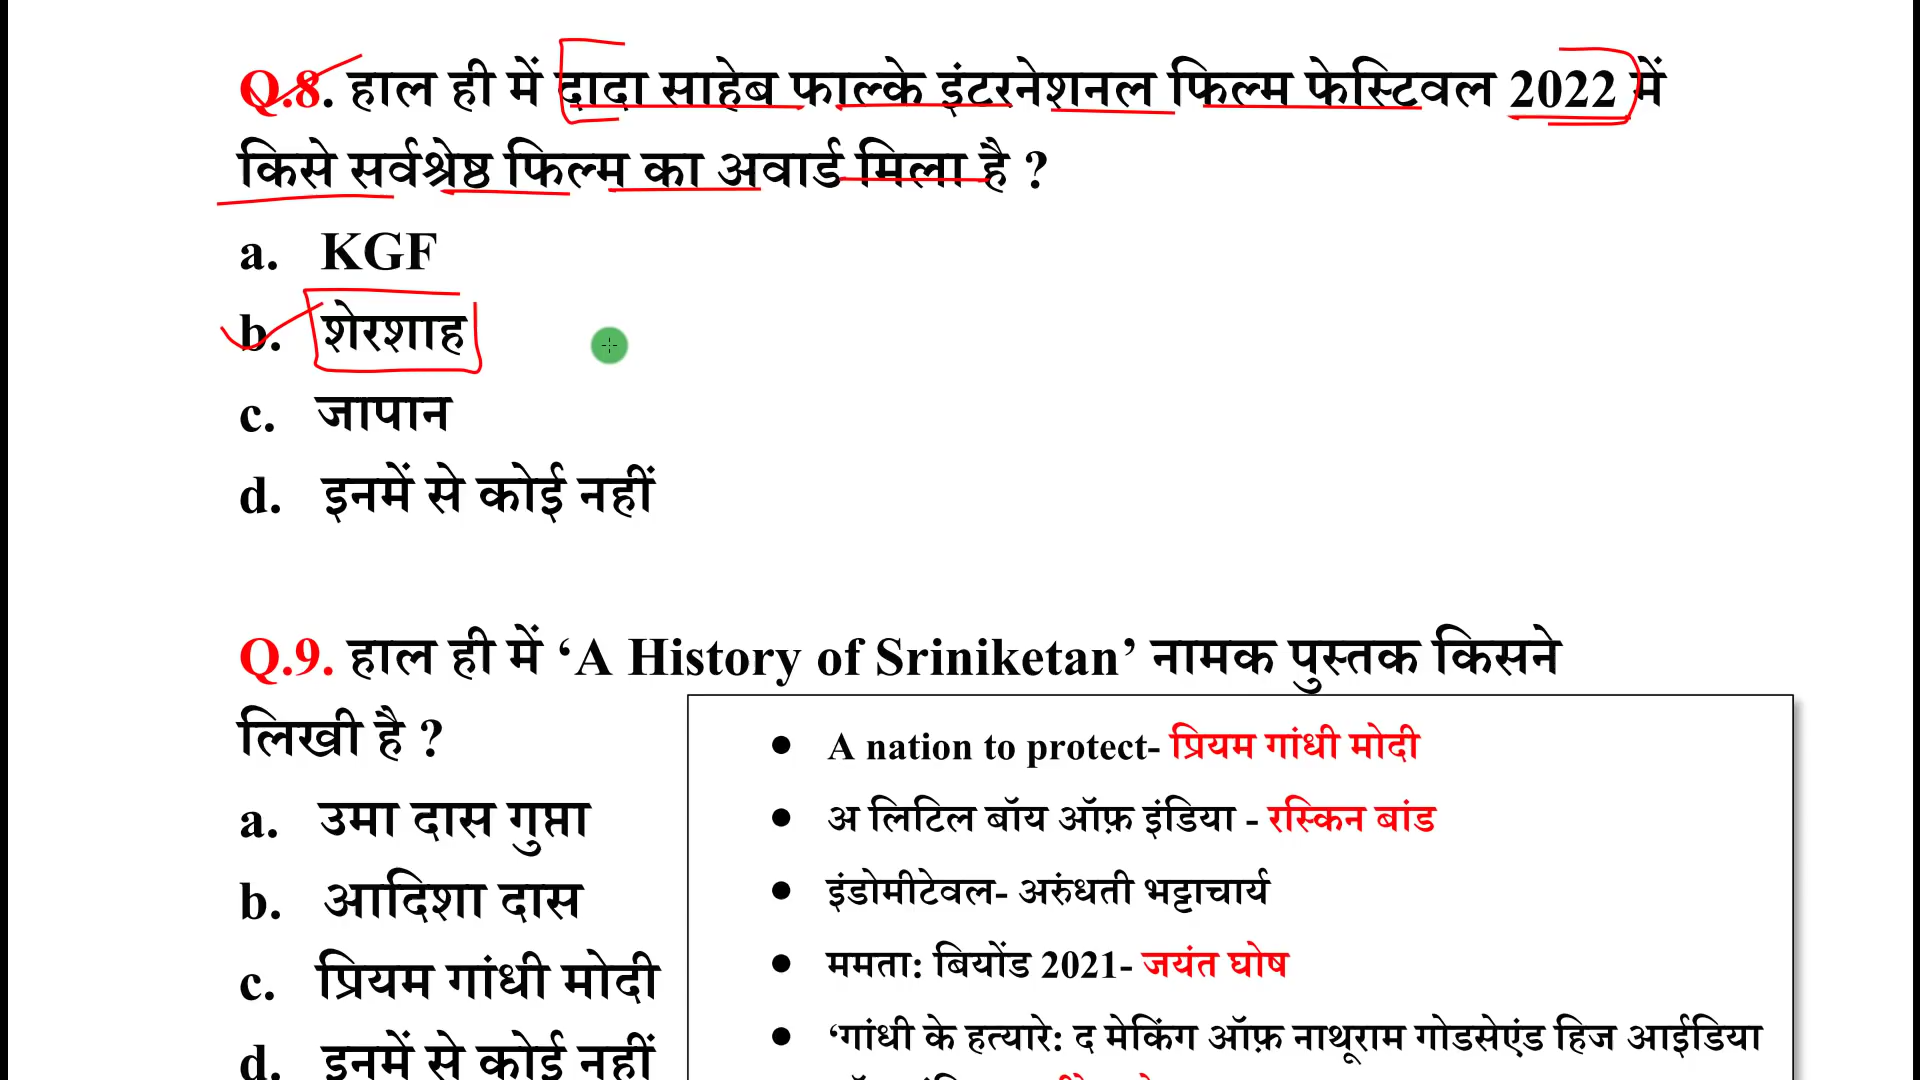 Q.8. हाल ही में दादा साहेब फाल्के इंटरनेशनल फिल्म फेस्टिवल 2022 में
किसे सर्वश्रेष्ठ फिल्म का अवार्ड मिला है ?
a. KGF
b. शेरशाह
c. जापान
d. इनमें से कोई नहीं
Q.9. हाल ही में ‘A History of Sriniketan’ नामक पुस्तक किसने
लिखी है ?
a. उमा दास गुप्ता
b. आदिशा दास
c. प्रियम गांधी मोदी
d. इनमें से कोई नहीं
● A nation to protect- प्रियम गांधी मोदी
● अ लिटिल बॉय ऑफ़ इंडिया - रस्किन बांड
● इंडोमीटेवल- अरुंधती भट्टाचार्य
● ममता: बियोंड 2021- जयंत घोष
● ‘गांधी के हत्यारे: द मेकिंग ऑफ़ नाथूराम गोडसेएंड हिज आईडिया